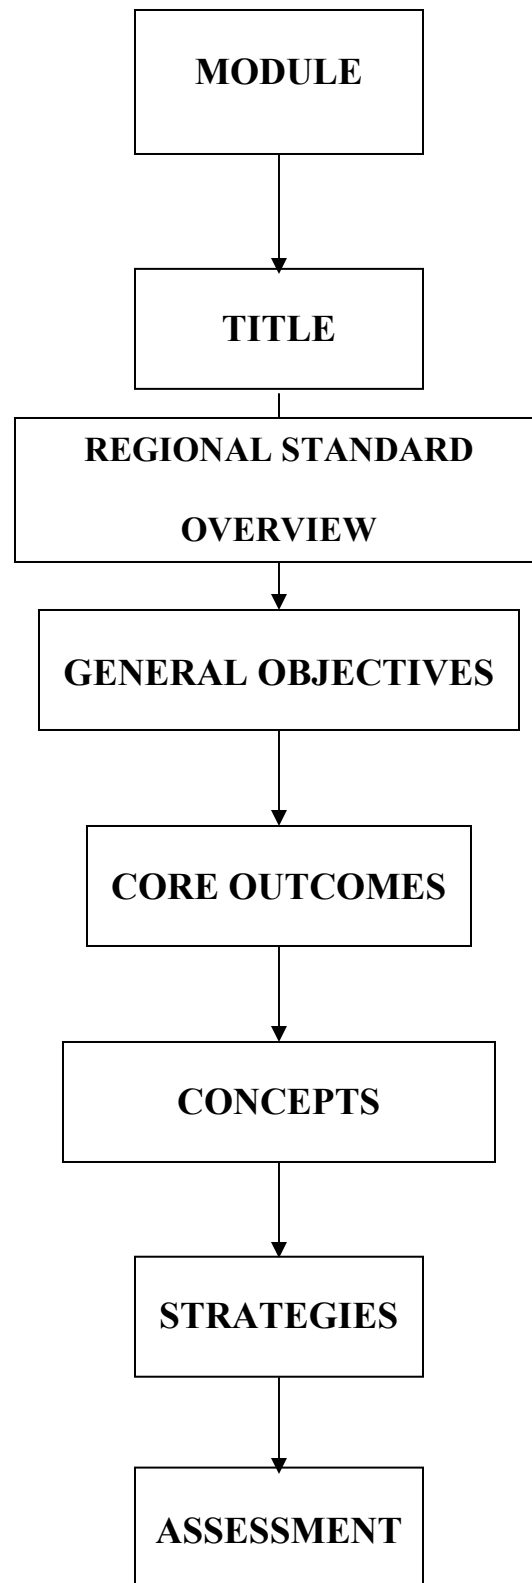 MODULE
TITLE
REGIONAL STANDARD
OVERVIEW
GENERAL OBJECTIVES
CORE OUTCOMES
CONCEPTS
STRATEGIES
ASSESSMENT